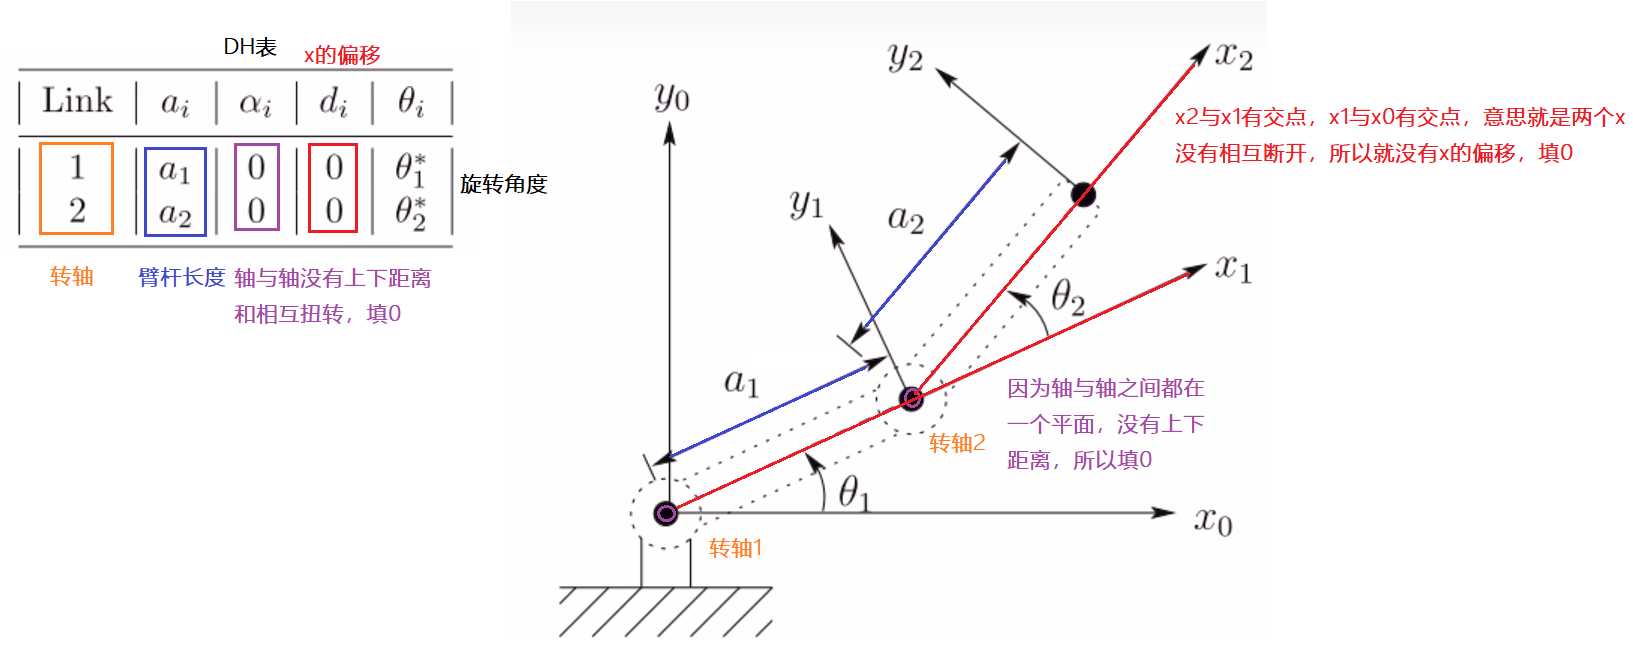 DH表
x的偏移
Link a_i α_i d_i θ_i
1 a_1 0 0 θ_1^*
2 a_2 0 0 θ_2^*
旋转角度
转轴
臂杆长度
轴与轴没有上下距离
和相互扭转，填0
y_0
y_2
x_2
x2与x1有交点，x1与x0有交点，意思就是两个x
没有相互断开，所以就没有x的偏移，填0
y_1
a_2
x_1
θ_2
a_1
因为轴与轴之间都在
一个平面，没有上下
距离，所以填0
转轴2
θ_1
x_0
转轴1